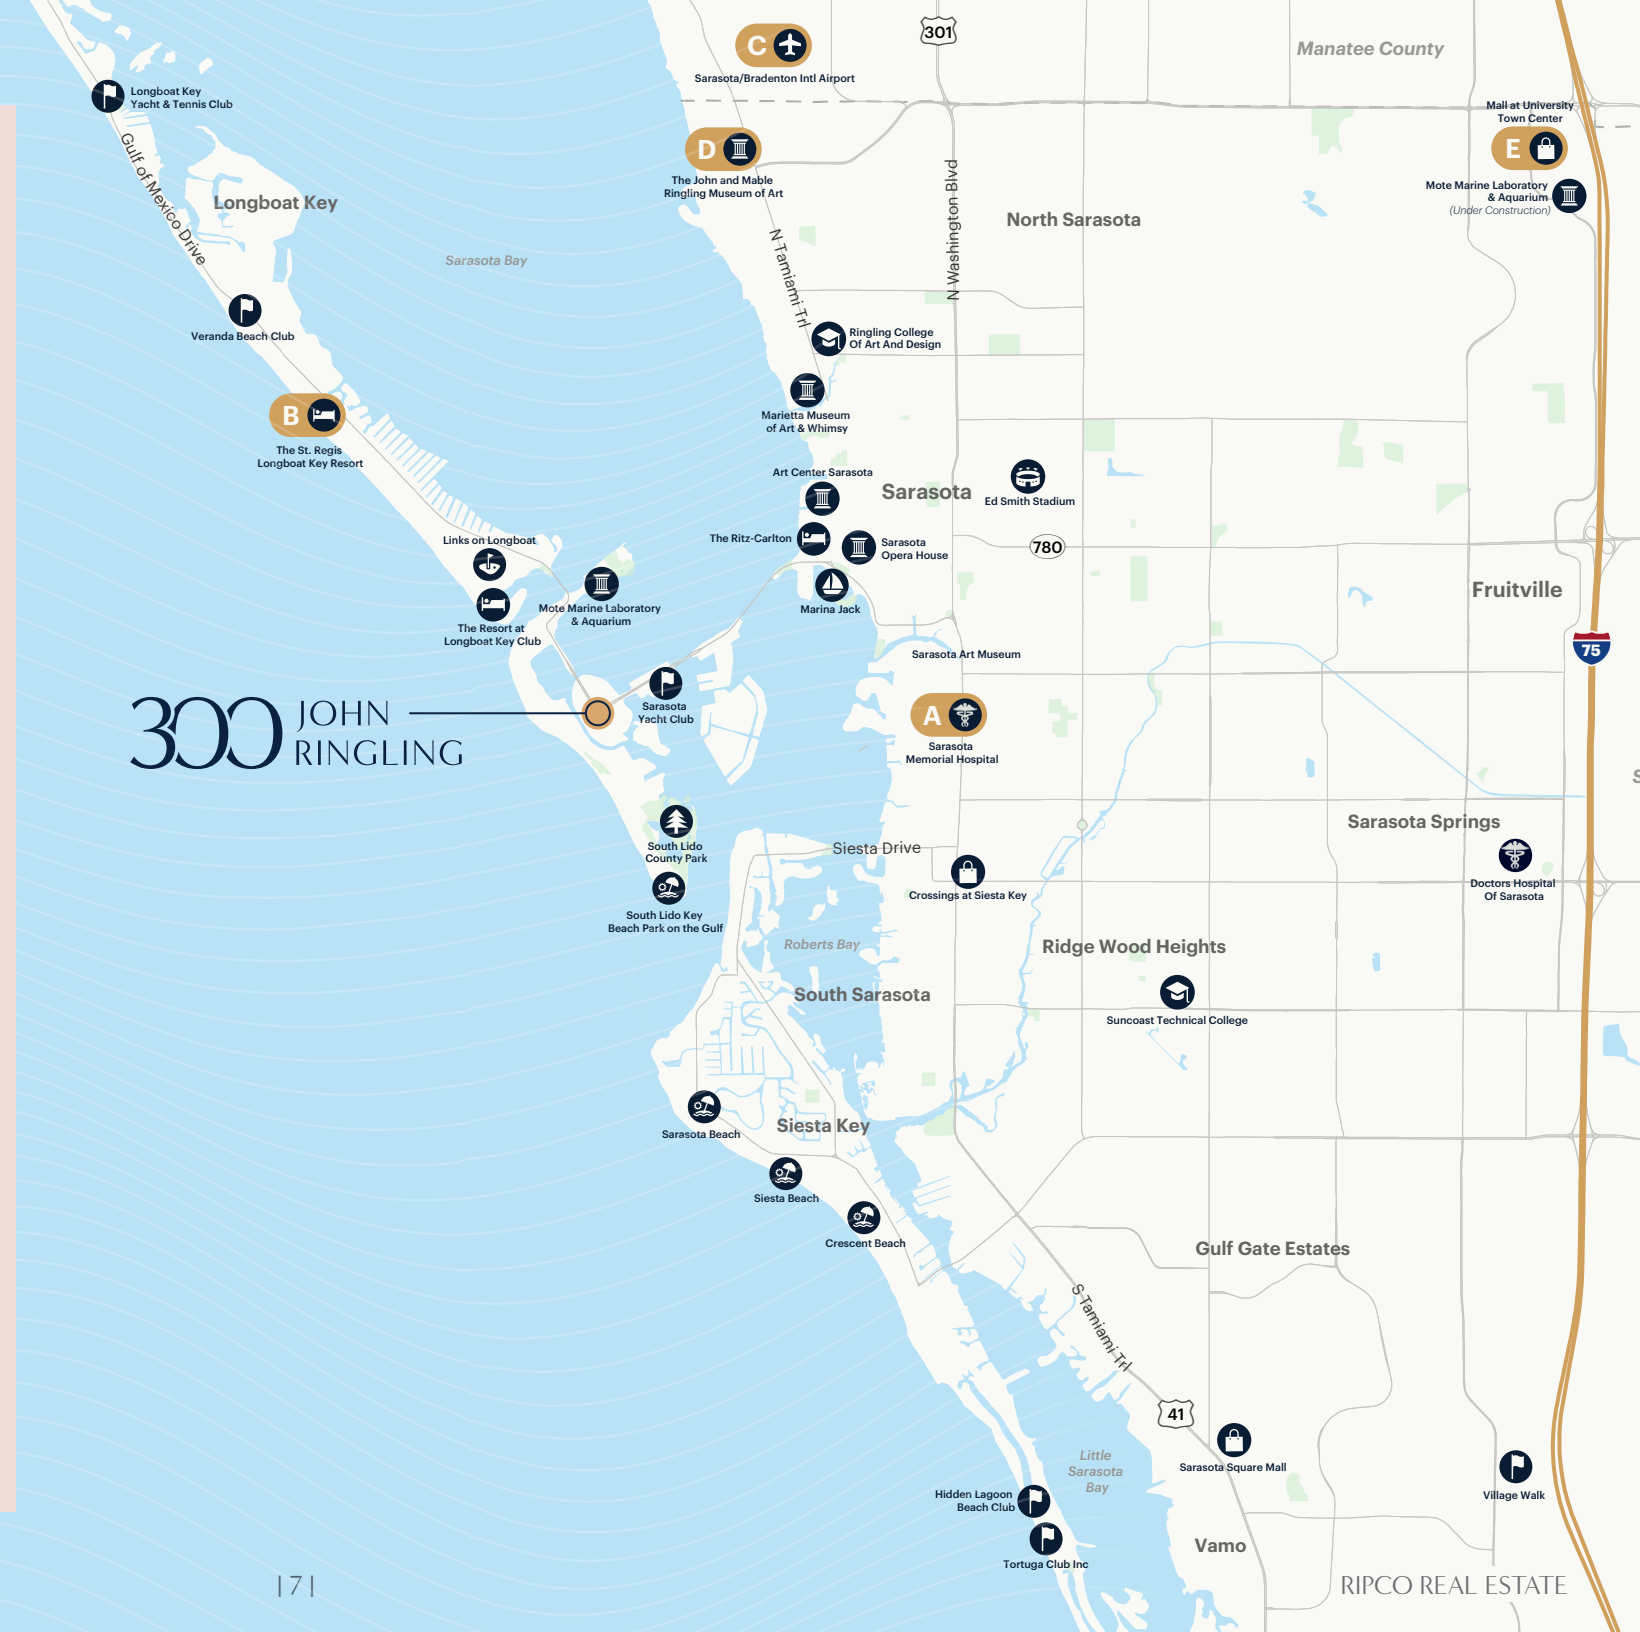 301
Manatee County
C
Sarasota/Bradenton Intl Airport
Longboat Key
Yacht & Tennis Club
Mall at University
Town Center
E
D
The John and Mable
Ringling Museum of Art
Mote Marine Laboratory
& Aquarium
(Under Construction)
Gulf of Mexico Drive
Longboat Key
N Washington Blvd
North Sarasota
Sarasota Bay
N Tamiami Trl
Veranda Beach Club
Ringling College
Of Art And Design
B
The St. Regis
Longboat Key Resort
Marietta Museum
of Art & Whimsy
Art Center Sarasota
Sarasota
Ed Smith Stadium
Links on Longboat
The Ritz-Carlton
Sarasota
Opera House
780
Fruitville
Mote Marine Laboratory
& Aquarium
Marina Jack
The Resort at
Longboat Key Club
Sarasota Art Museum
75
300 JOHN
RINGLING
Sarasota
Yacht Club
A
Sarasota
Memorial Hospital
S
South Lido
County Park
Siesta Drive
Sarasota Springs
Crossings at Siesta Key
Doctors Hospital
Of Sarasota
South Lido Key
Beach Park on the Gulf
Roberts Bay
Ridge Wood Heights
South Sarasota
Suncoast Technical College
Sarasota Beach
Siesta Key
Siesta Beach
Crescent Beach
Gulf Gate Estates
S Tamiami Trl
41
Sarasota Square Mall
Little
Sarasota
Bay
Village Walk
Hidden Lagoon
Beach Club
Vamo
Tortuga Club Inc
| 7 |
RIPCO REAL ESTATE